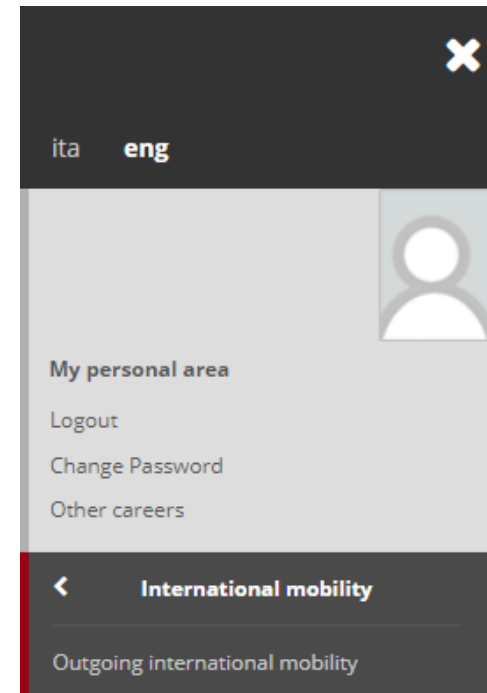 ita eng
My personal area
Logout
Change Password
Other careers
International mobility
Outgoing international mobility